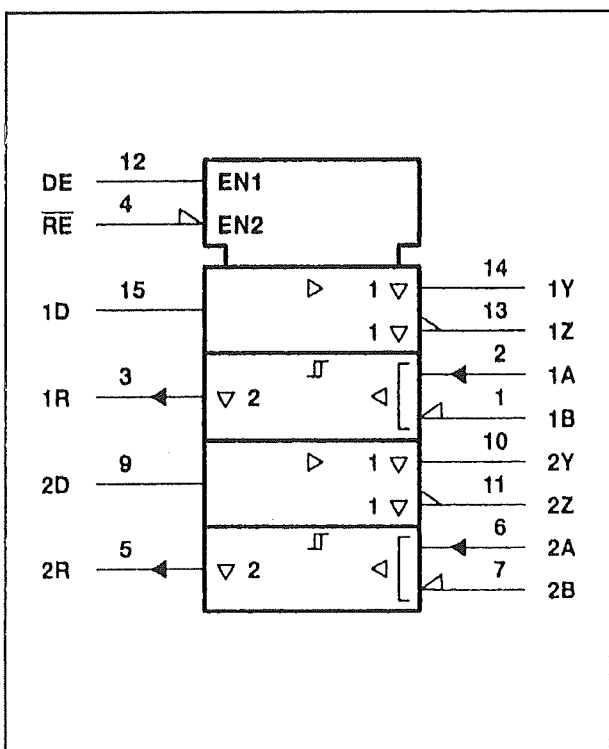 12
DE EN1
4
R̅E̅ EN2
14
15 1 ▽ 1Y
1D 13
1 ▽ 1Z
2
3 1A
1R ▽ 2 1
1B
10
9 1 ▽ 2Y
2D 11
1 ▽ 2Z
6
5 2A
2R ▽ 2 7
2B